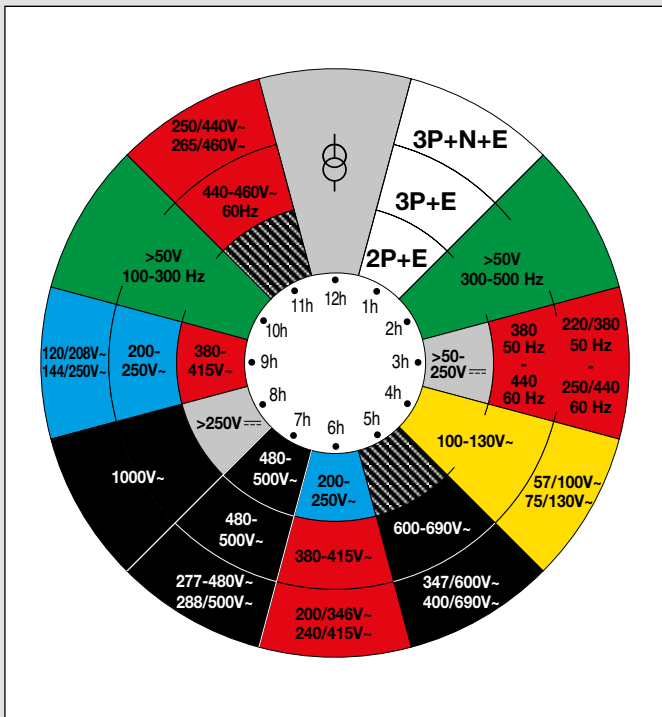 3P+N+E
3P+E
2P+E
>50V
300-500 Hz
220/380
50 Hz
-
250/440
60 Hz
380
50 Hz
-
440
60 Hz
>50-
250V⎓
57/100V~
75/130V~
100-130V~
347/600V~
400/690V~
600-690V~
200/346V~
240/415V~
380-415V~
200-
250V~
277-480V~
288/500V~
480-
500V~
480-
500V~
1000V~
>250V⎓
120/208V~
144/250V~
200-
250V~
380-
415V~
>50V
100-300 Hz
250/440V~
265/460V~
440-460V~
60Hz
12h
1h
2h
3h
4h
5h
6h
7h
8h
9h
10h
11h